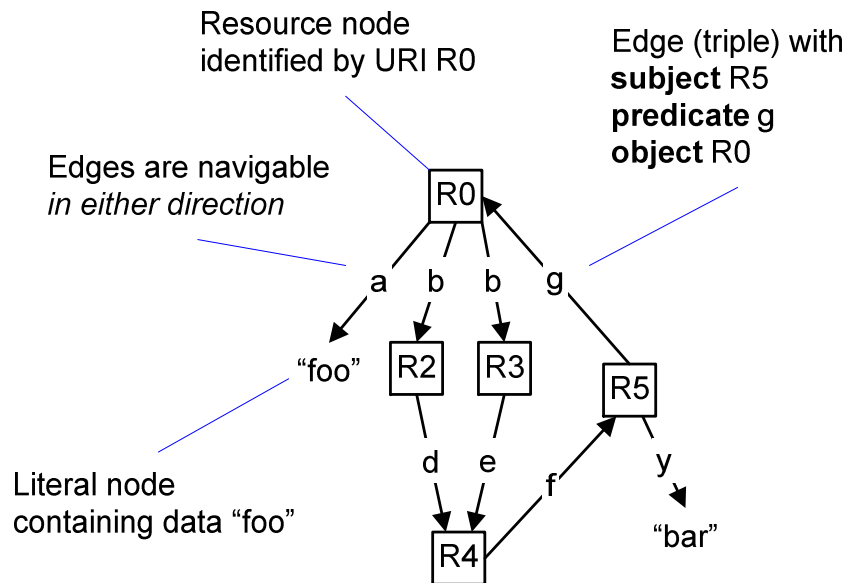 Resource node
identified by URI R0
Edge (triple) with
subject R5
predicate g
object R0
Edges are navigable
in either direction
R0
a
b
b
g
“foo”
R2
R3
R5
d
e
f
y
Literal node
containing data “foo”
R4
“bar”